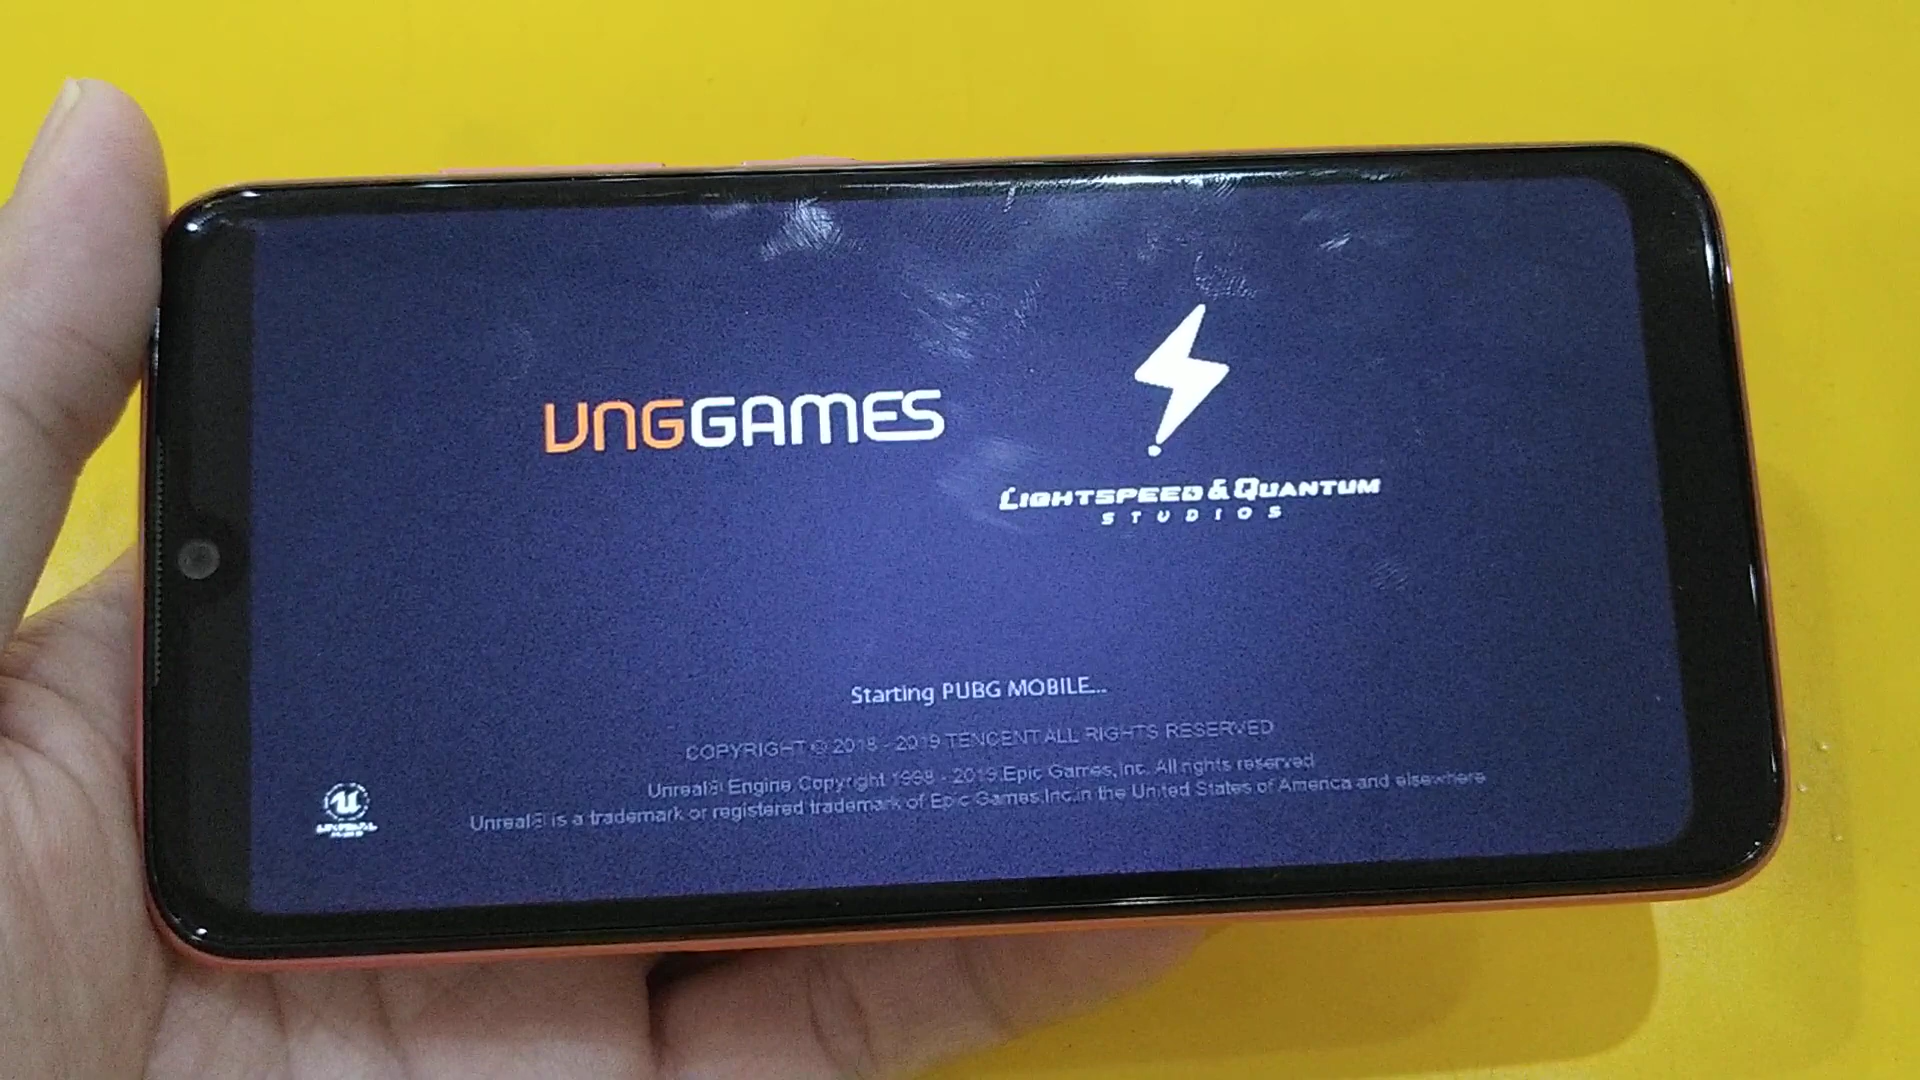 VNGGAMES
LIGHTSPEED & QUANTUM
STUDIOS
Starting PUBG MOBILE...
COPYRIGHT © 2018 - 2019 TENCENT ALL RIGHTS RESERVED
Unreal® Engine Copyright 1998 - 2019 Epic Games, Inc. All rights reserved
Unreal® is a trademark or registered trademark of Epic Games,Inc.in the United States of America and elsewhere
UNREAL